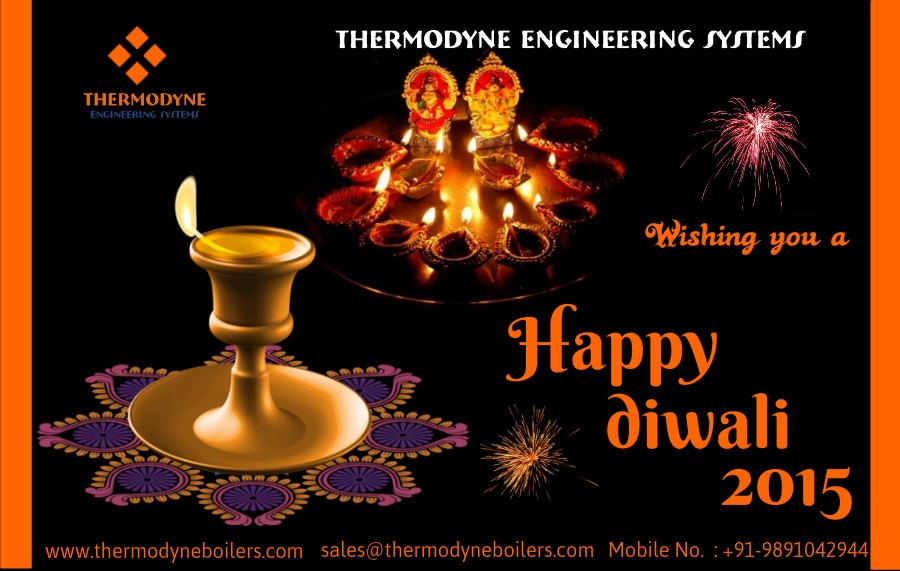 THERMODYNE ENGINEERING SYSTEMS
THERMODYNE
ENGINEERING SYSTEMS
Wishing you a
Happy
diwali
2015
www.thermodyneboilers.com sales@thermodyneboilers.com Mobile No. : +91-9891042944